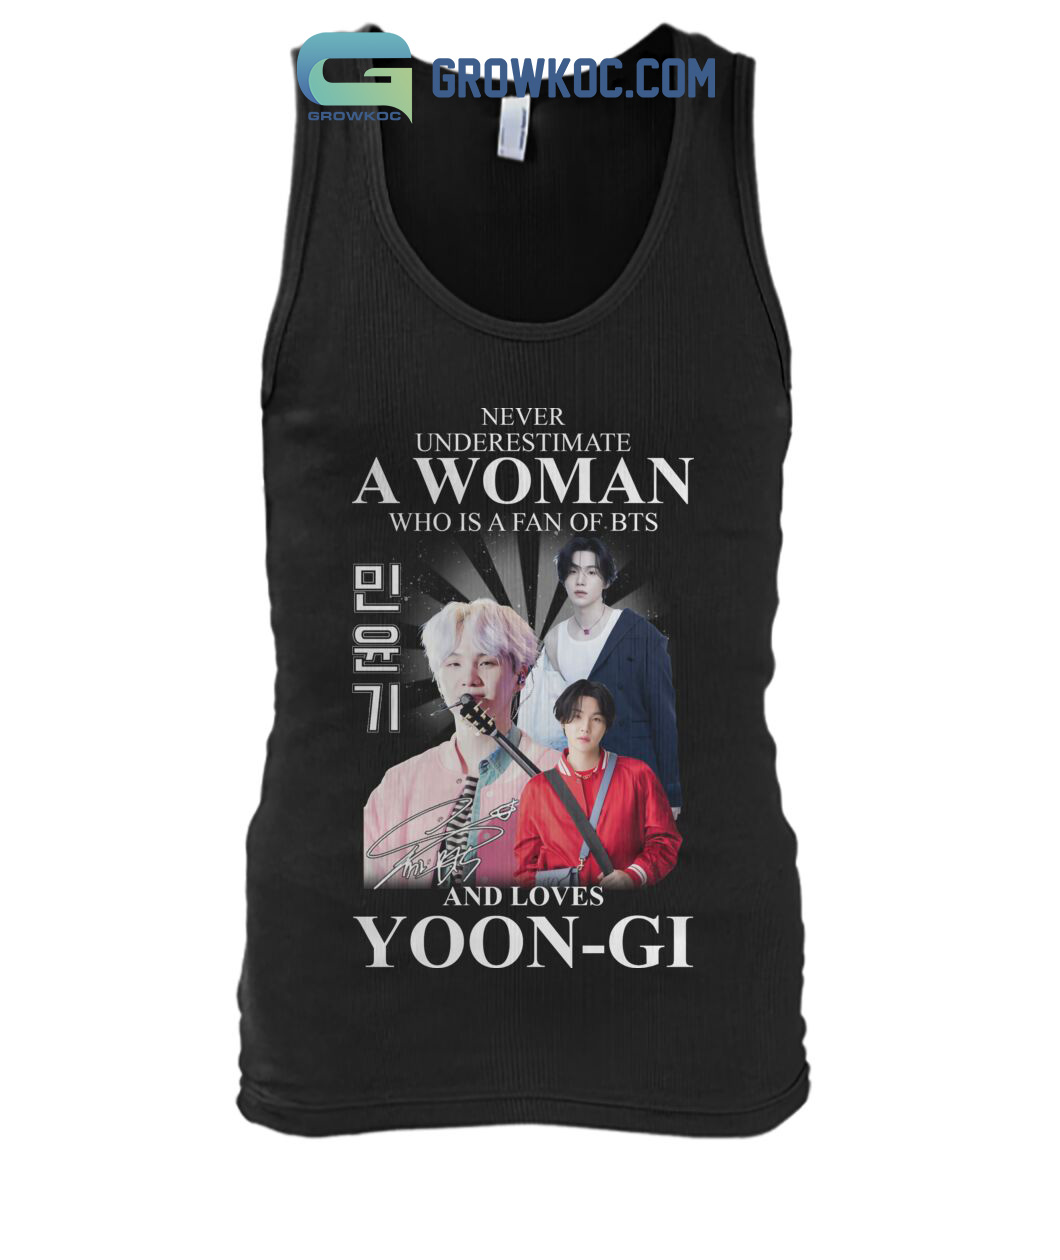 GROWKOC
GROWKOC.COM
NEVER
UNDERESTIMATE
A WOMAN
WHO IS A FAN OF BTS
민
윤
기
AND LOVES
YOON-GI